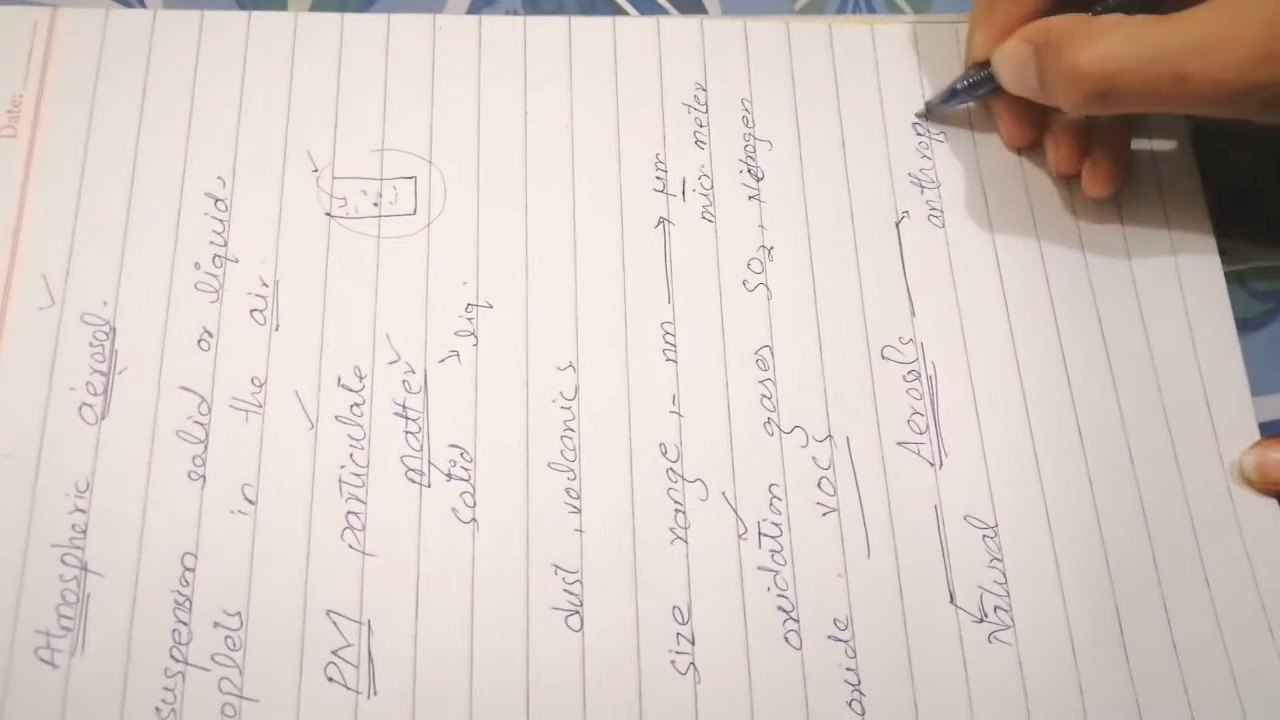 Date:
Atmospheric aerosol.
suspension solid or liquid
oplets in the air.
PM particulate
matter
solid liq.
dust, volcanics
size range :- nm → µm
micr meter
oxidation gases SO2, Nitrogen
oxide. VOCs
Aerosols
Natural anthrop